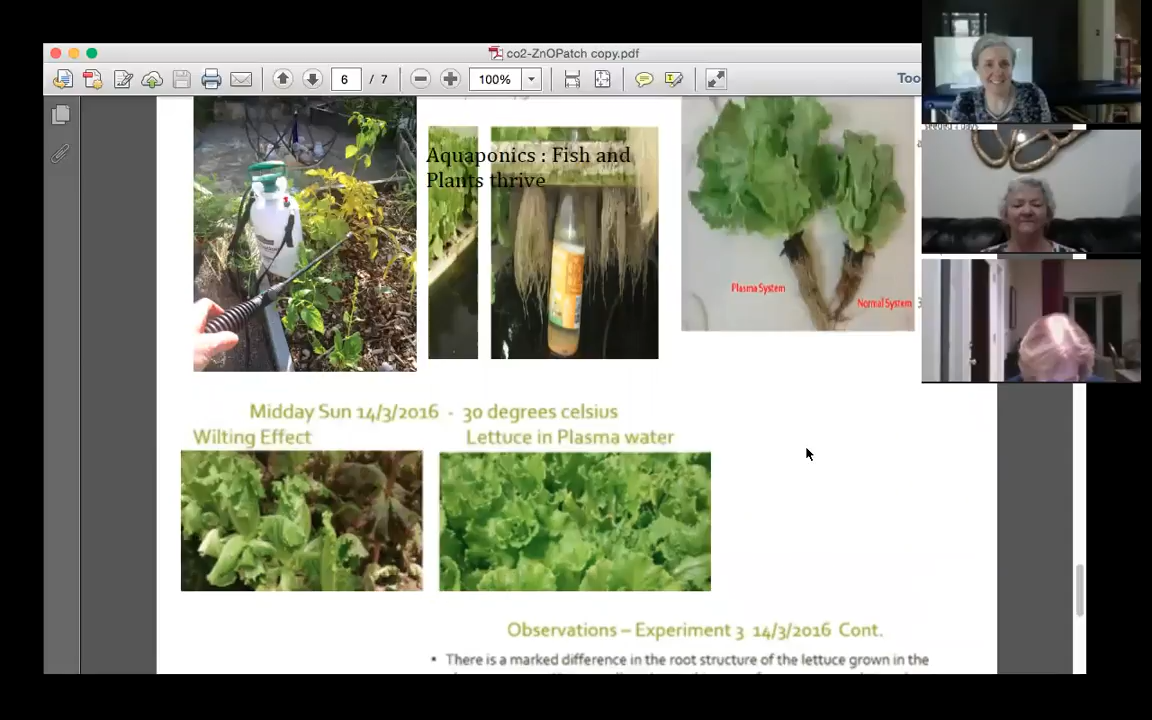 co2-ZnOPatch copy.pdf
6 / 7
100%
Too
Aquaponics : Fish and
Plants thrive
Plasma System
Normal System
Midday Sun 14/3/2016 - 30 degrees celsius
Wilting Effect
Lettuce in Plasma water
Observations – Experiment 3 14/3/2016 Cont.
• There is a marked difference in the root structure of the lettuce grown in the